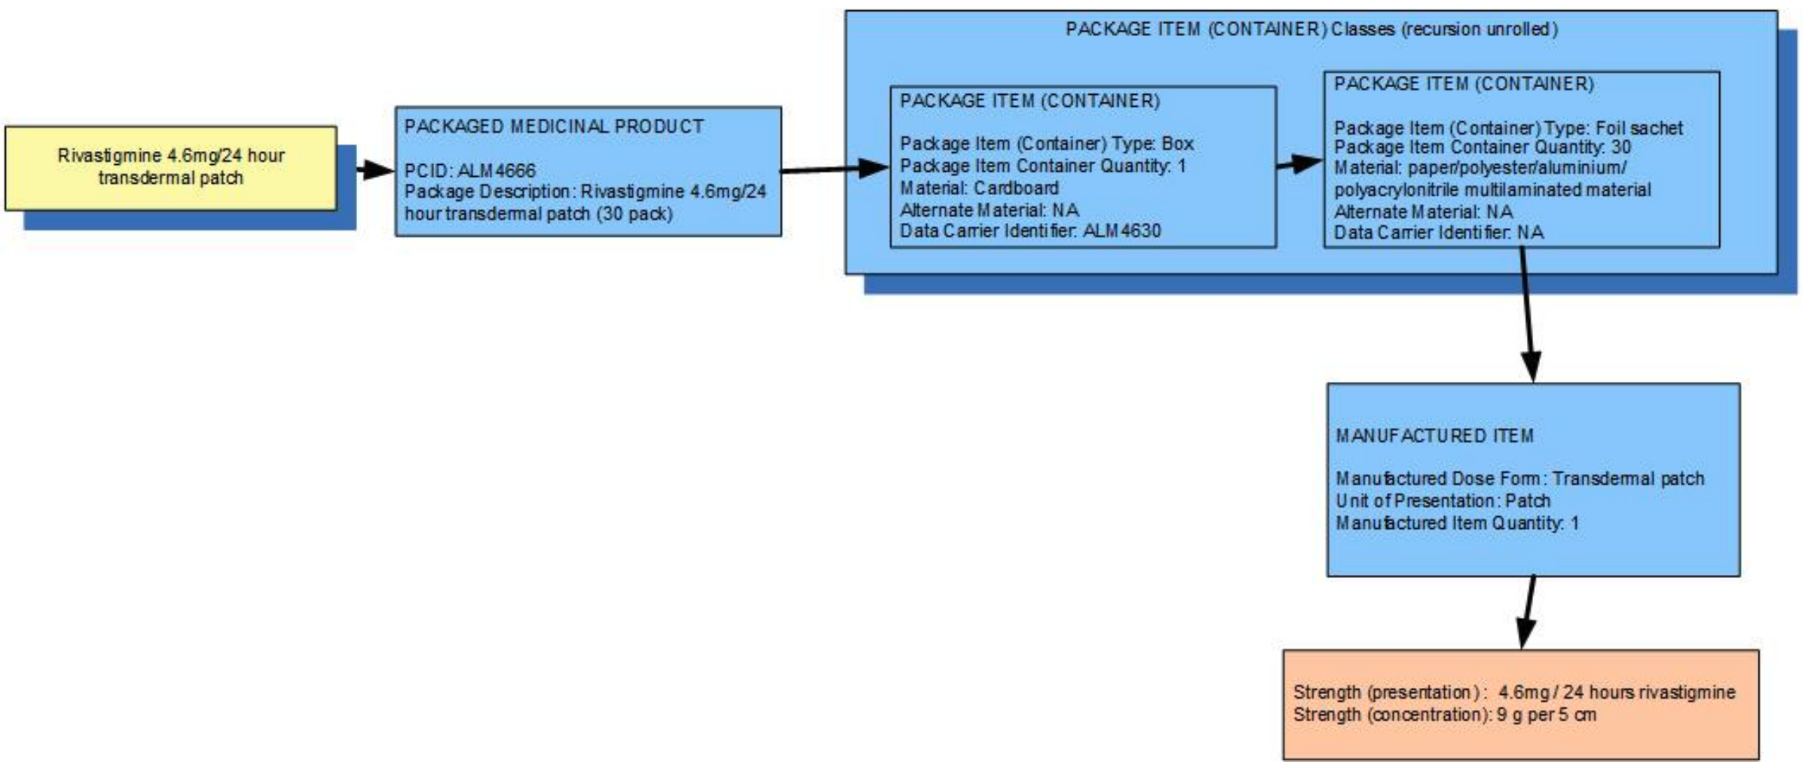 PACKAGE ITEM (CONTAINER) Classes (recursion unrolled)
Rivastigmine 4.6mg/24 hour
transdermal patch
PACKAGED MEDICINAL PRODUCT
PCID: ALM4666
Package Description: Rivastigmine 4.6mg/24
hour transdermal patch (30 pack)
PACKAGE ITEM (CONTAINER)
Package Item (Container) Type: Box
Package Item Container Quantity: 1
Material: Cardboard
Alternate Material: NA
Data Carrier Identifier: ALM4630
PACKAGE ITEM (CONTAINER)
Package Item (Container) Type: Foil sachet
Package Item Container Quantity: 30
Material: paper/polyester/aluminium/
polyacrylonitrile multilaminated material
Alternate Material: NA
Data Carrier Identifier: NA
MANUFACTURED ITEM
Manufactured Dose Form: Transdermal patch
Unit of Presentation: Patch
Manufactured Item Quantity: 1
Strength (presentation): 4.6mg / 24 hours rivastigmine
Strength (concentration): 9 g per 5 cm